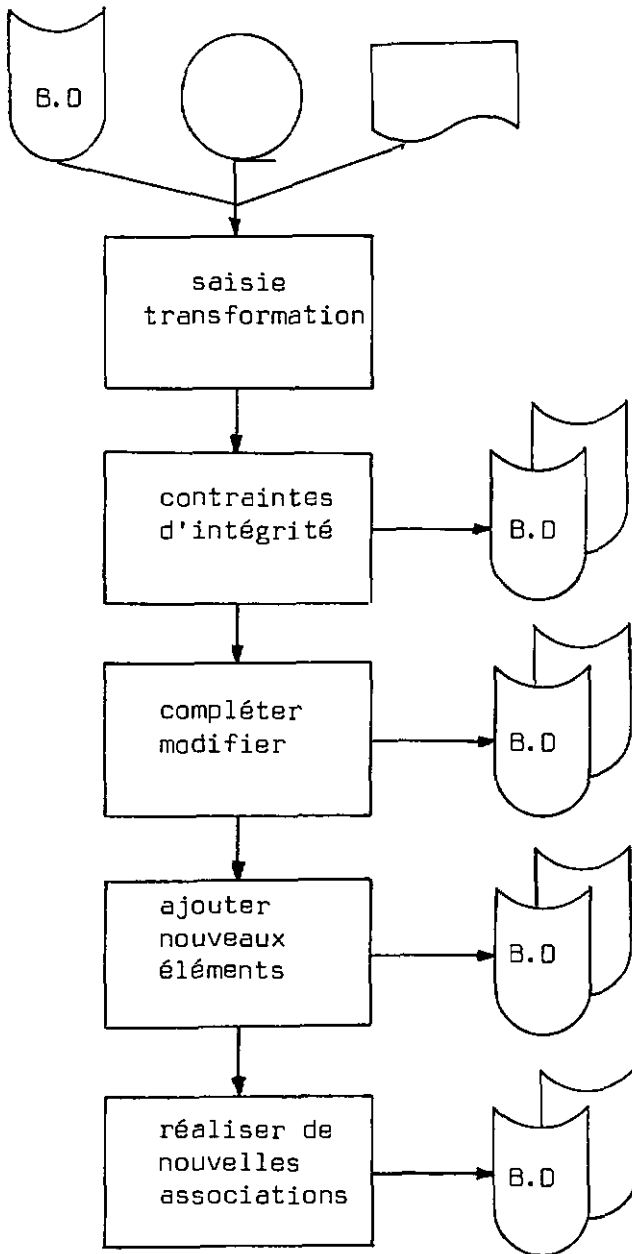 B.D
saisie
transformation
contraintes
d'intégrité
B.D
compléter
modifier
B.D
ajouter
nouveaux
éléments
B.D
réaliser de
nouvelles
associations
B.D